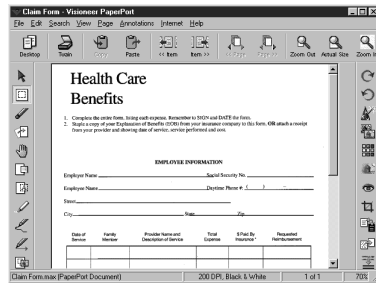 Claim Form - Visioneer PaperPort
File Edit Search View Page Annotations Internet Help
Desktop Twain Copy Paste << Item Item >> << Page Page >> Zoom Out Actual Size Zoom In
Health Care
Benefits
1. Complete the entire form, listing each expense. Remember to SIGN and DATE the form.
2. Staple a copy of your Explanation of Benefits (EOB) from your insurance company to this form, OR attach a receipt
from your provider and showing date of service, service performed and cost.
EMPLOYEE INFORMATION
Employer Name Social Security No.
Employee Name Daytime Phone #: ( ) -
Street
City State Zip
Date of Family Provider Name and Total $ Paid By Requested
Service Member Description of Service Expense Insurance * Reimbursement
Claim Form.max (PaperPort Document) 200 DPI, Black & White 1 of 1 70%